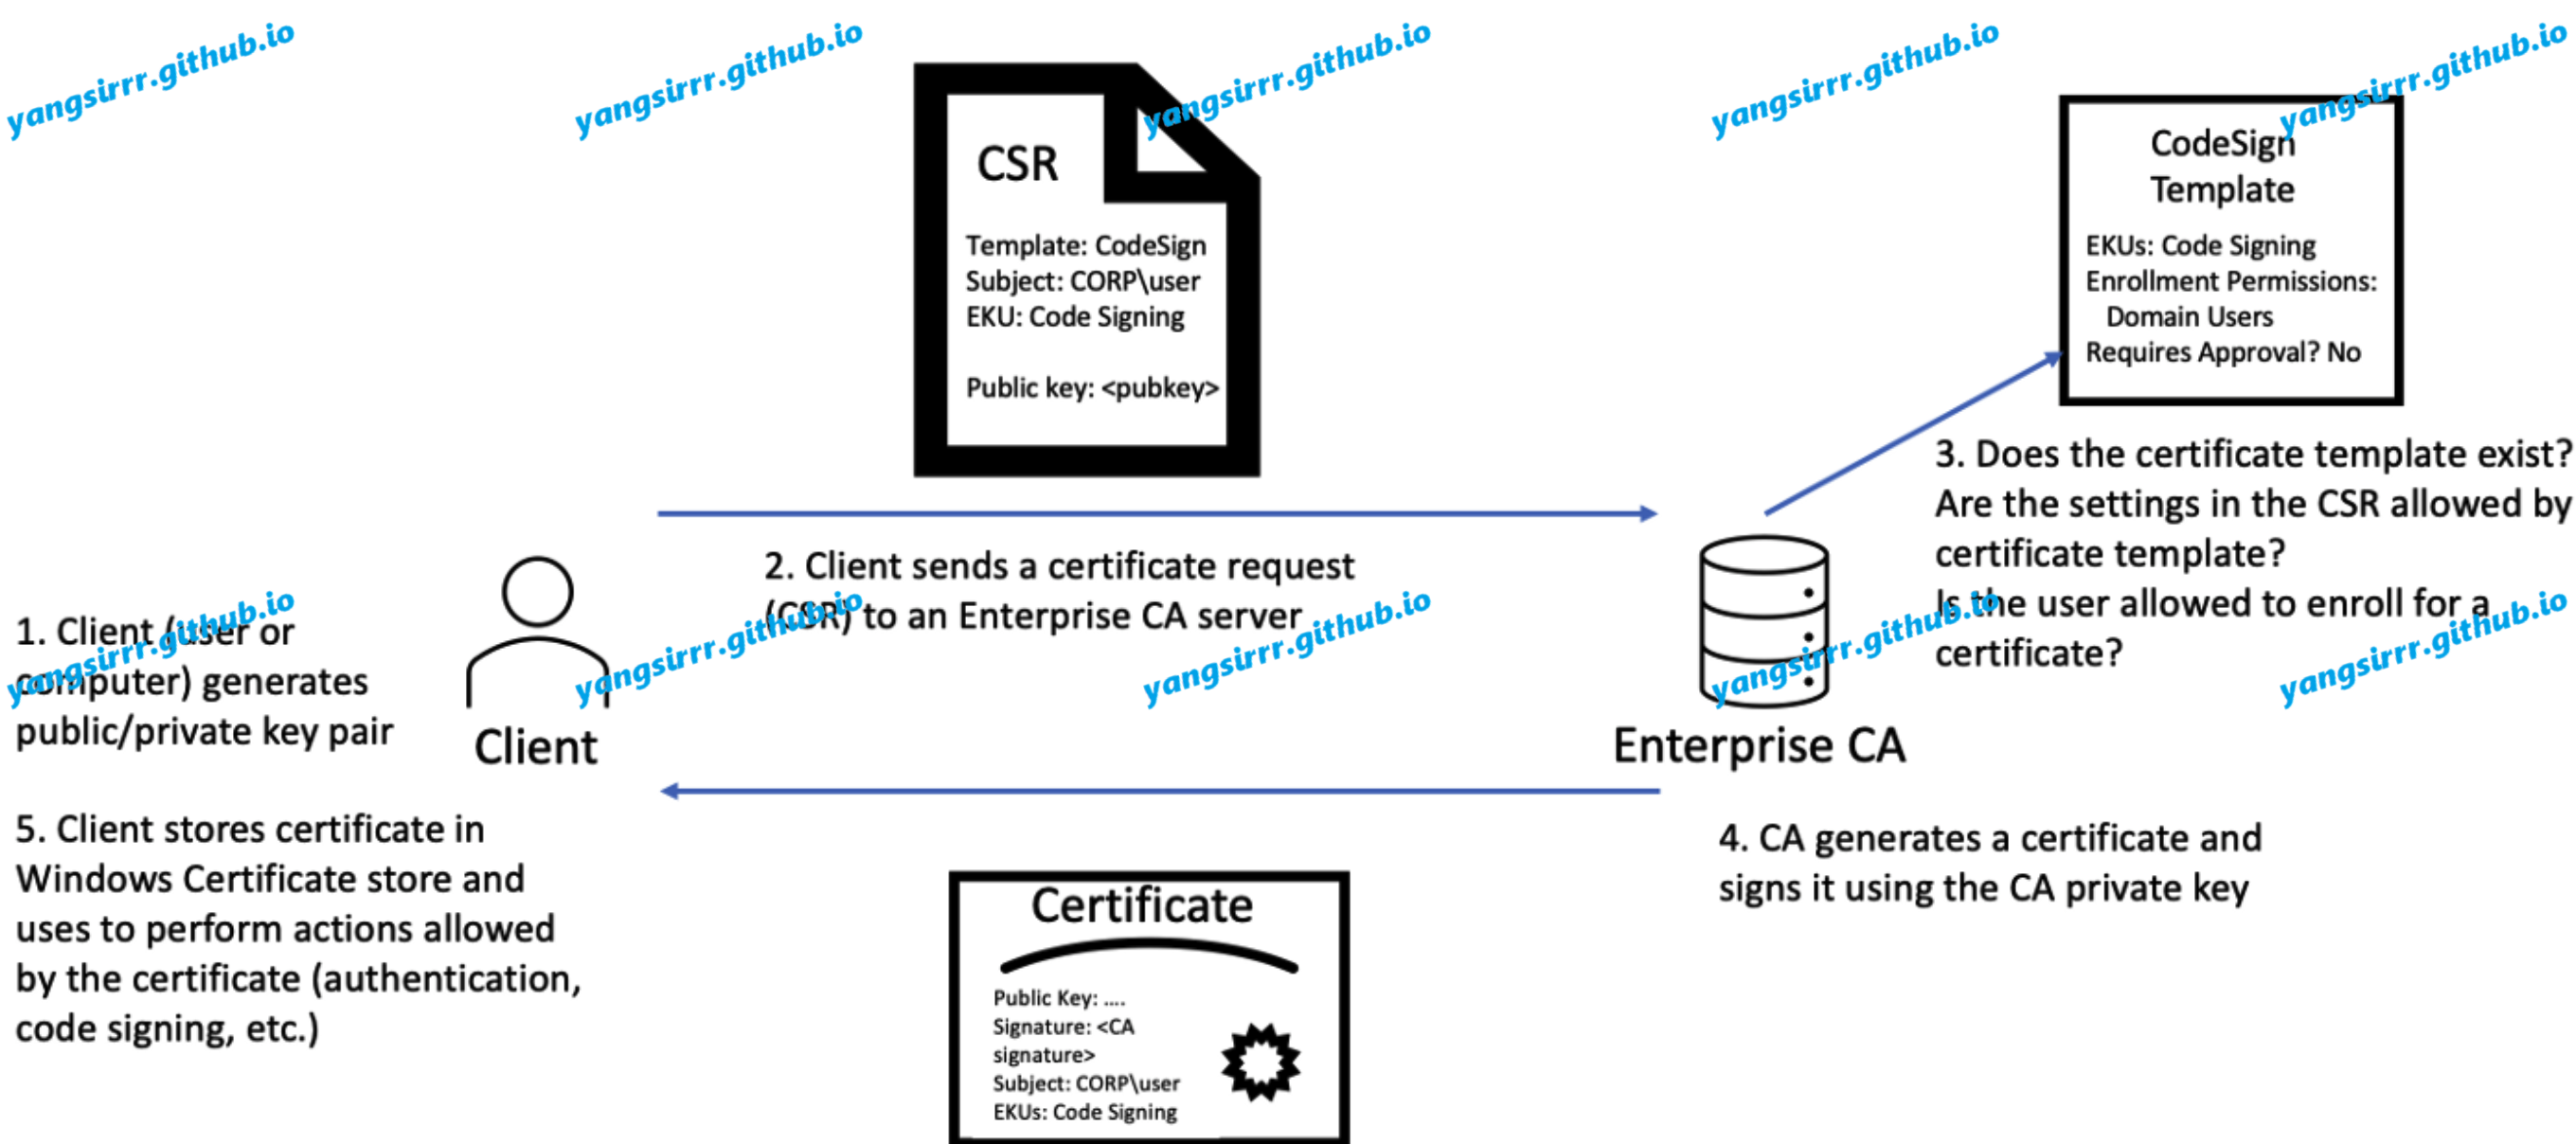 yangsirrr.github.io
yangsirrr.github.io
yangsirrr.github.io
yangsirrr.github.io
yangsirrr.github.io
CSR
Template: CodeSign
Subject: CORP\user
EKU: Code Signing
Public key: <pubkey>
CodeSign
Template
EKUs: Code Signing
Enrollment Permissions:
Domain Users
Requires Approval? No
3. Does the certificate template exist?
Are the settings in the CSR allowed by
certificate template?
Is the user allowed to enroll for a
certificate?
2. Client sends a certificate request
(CSR) to an Enterprise CA server
1. Client (user or
computer) generates
public/private key pair
yangsirrr.github.io
yangsirrr.github.io
yangsirrr.github.io
yangsirrr.github.io
yangsirrr.github.io
Client
Enterprise CA
5. Client stores certificate in
Windows Certificate store and
uses to perform actions allowed
by the certificate (authentication,
code signing, etc.)
4. CA generates a certificate and
signs it using the CA private key
Certificate
Public Key: ....
Signature: <CA
signature>
Subject: CORP\user
EKUs: Code Signing